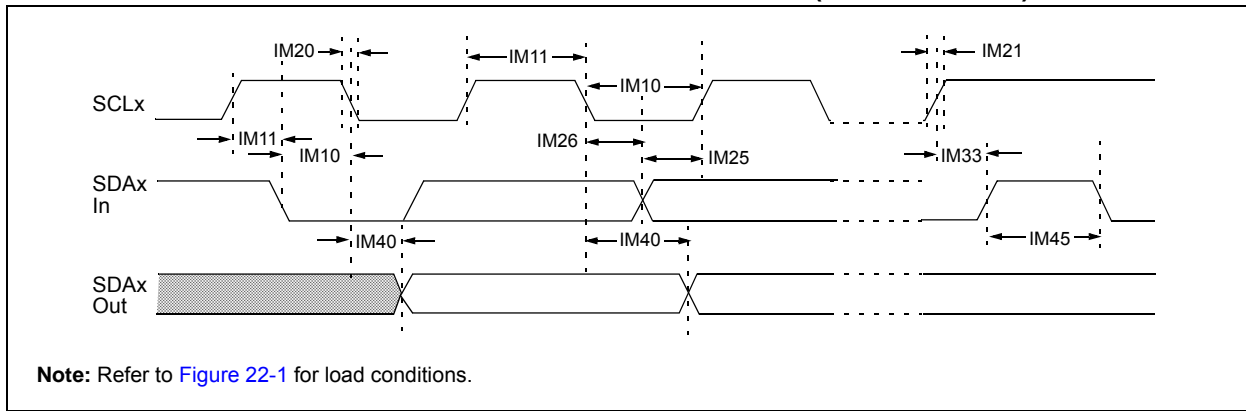 IM20
IM11
IM21
SCLx
IM10
IM11
IM10
IM26
IM25
IM33
SDAx
In
IM40
IM40
IM45
SDAx
Out
Note: Refer to Figure 22-1 for load conditions.